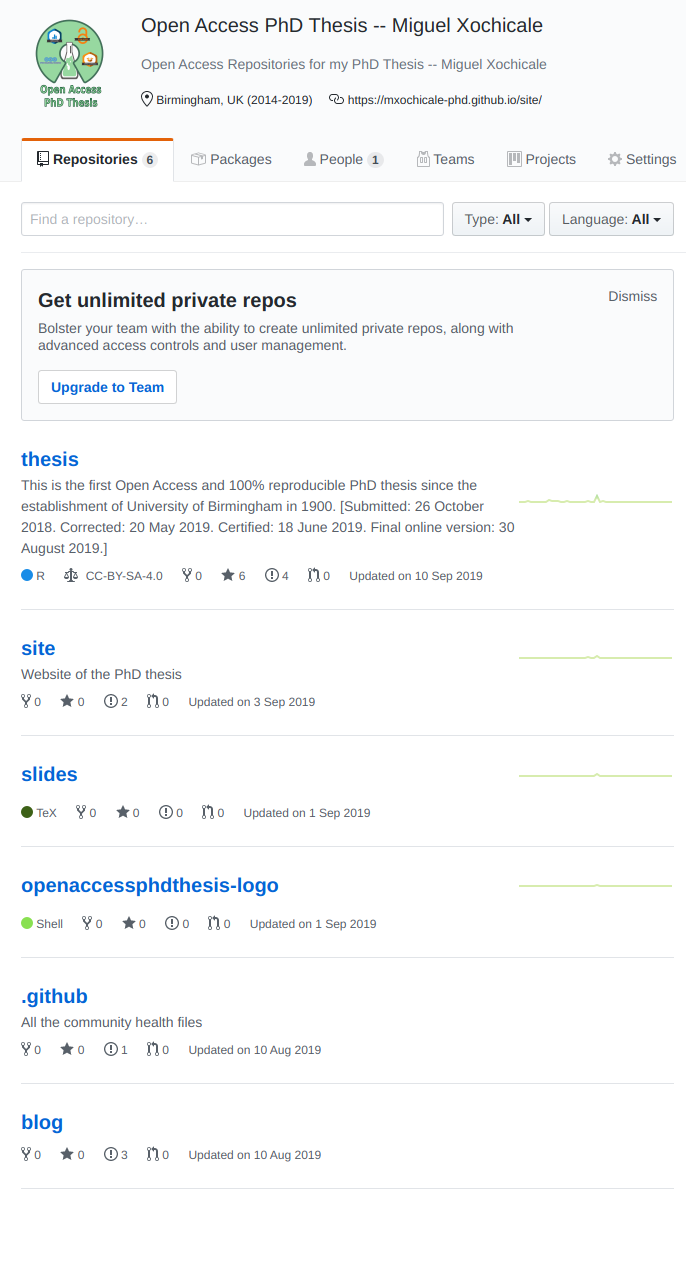 Open Access PhD Thesis -- Miguel Xochicale
Open Access Repositories for my PhD Thesis -- Miguel Xochicale
Open Access
PhD Thesis
Birmingham, UK (2014-2019) https://mxochicale-phd.github.io/site/
Repositories 6 Packages People 1 Teams Projects Settings
Find a repository… Type: All Language: All
Get unlimited private repos Dismiss
Bolster your team with the ability to create unlimited private repos, along with
advanced access controls and user management.
Upgrade to Team
thesis
This is the first Open Access and 100% reproducible PhD thesis since the
establishment of University of Birmingham in 1900. [Submitted: 26 October
2018. Corrected: 20 May 2019. Certified: 18 June 2019. Final online version: 30
August 2019.]
R CC-BY-SA-4.0 0 6 4 0 Updated on 10 Sep 2019
site
Website of the PhD thesis
0 0 2 0 Updated on 3 Sep 2019
slides
TeX 0 0 0 0 Updated on 1 Sep 2019
openaccessphdthesis-logo
Shell 0 0 0 0 Updated on 1 Sep 2019
.github
All the community health files
0 0 1 0 Updated on 10 Aug 2019
blog
0 0 3 0 Updated on 10 Aug 2019